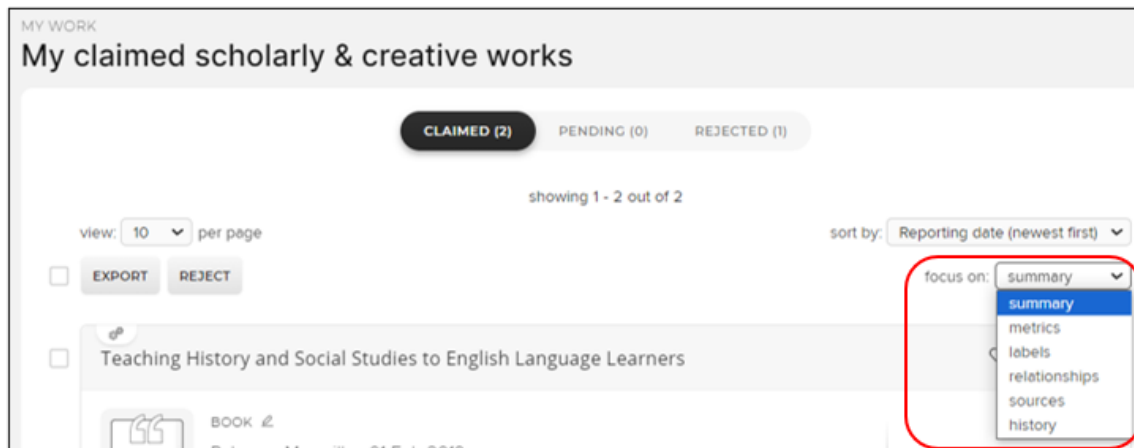 MY WORK
My claimed scholarly & creative works
CLAIMED (2) PENDING (0) REJECTED (1)
showing 1 - 2 out of 2
view: 10 per page
sort by: Reporting date (newest first)
EXPORT REJECT
focus on: summary
summary
metrics
labels
relationships
sources
history
Teaching History and Social Studies to English Language Learners
BOOK